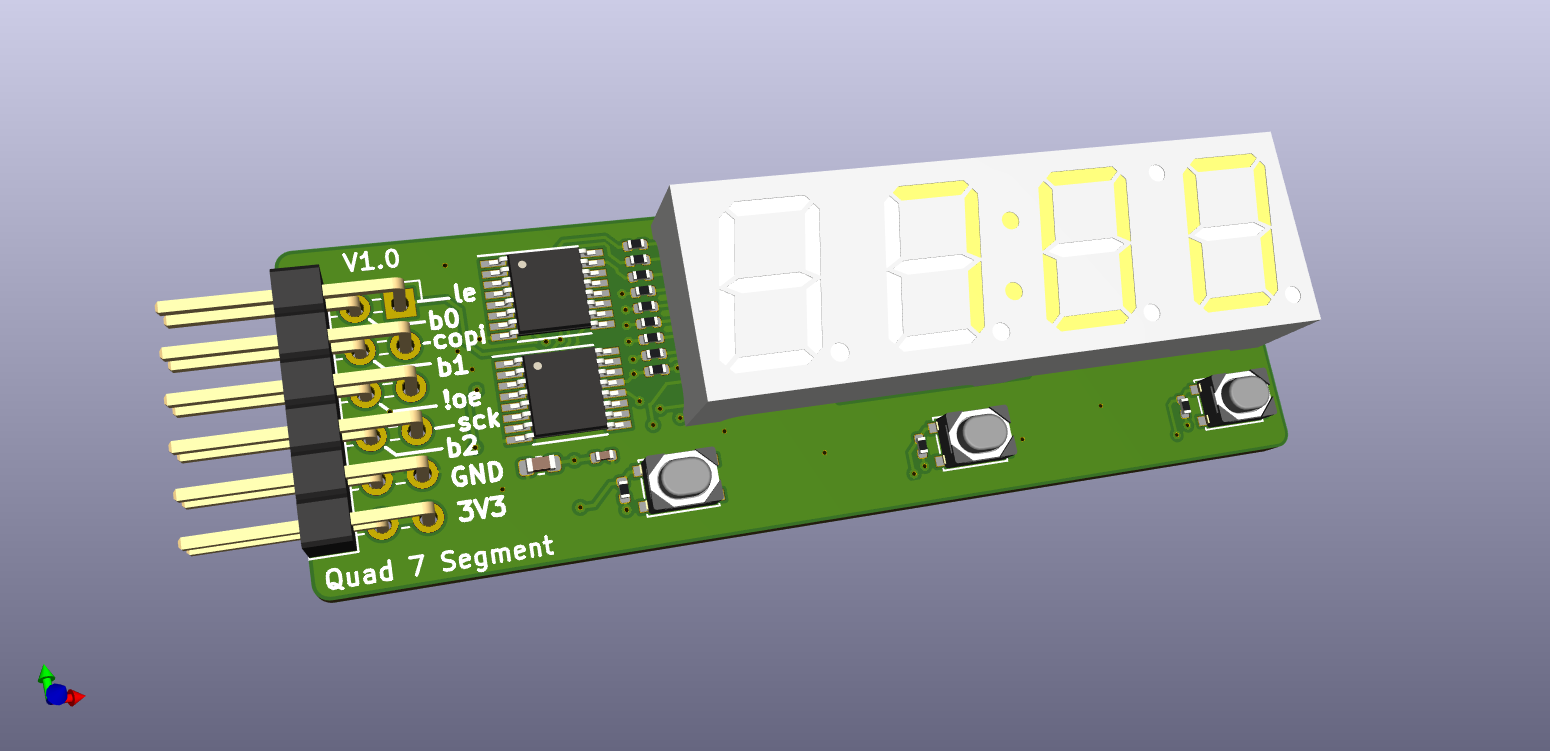 V1.0
le
b0
copi
b1
!oe
sck
b2
GND
3V3
Quad 7 Segment